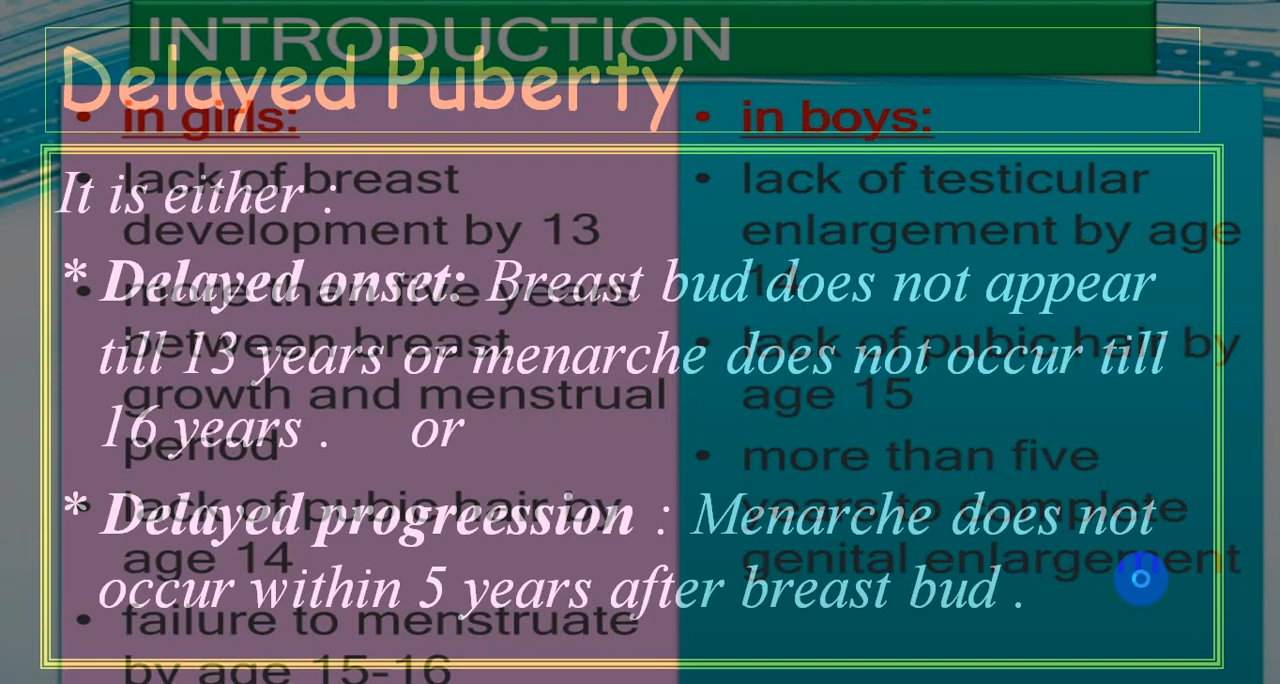 INTRODUCTION
Delayed Puberty
• in girls:
• lack of breast
development by 13
• more than five years
between breast
growth and menstrual
period
• lack of pubic hair by
age 14
• failure to menstruate
by age 15-16
• in boys:
• lack of testicular
enlargement by age
14
• lack of pubic hair by
age 15
• more than five
years to complete
genital enlargement
It is either :
* Delayed onset: Breast bud does not appear
till 13 years or menarche does not occur till
16 years . or
* Delayed progreession : Menarche does not
occur within 5 years after breast bud .